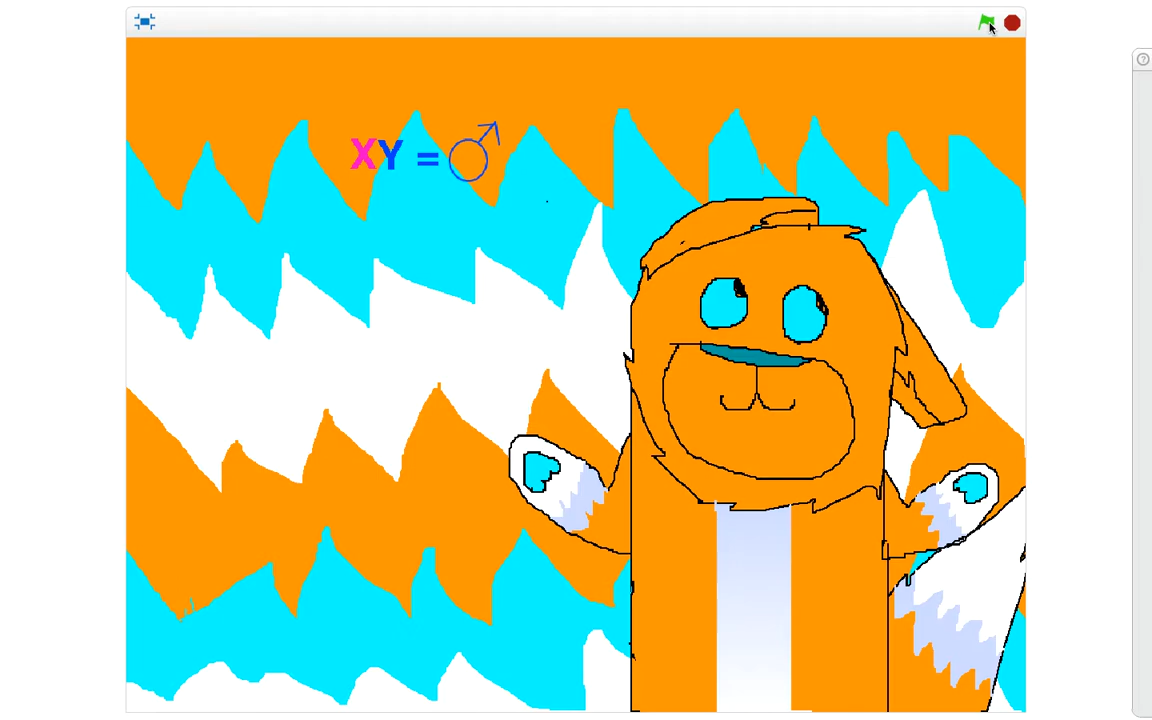 XY = ♂